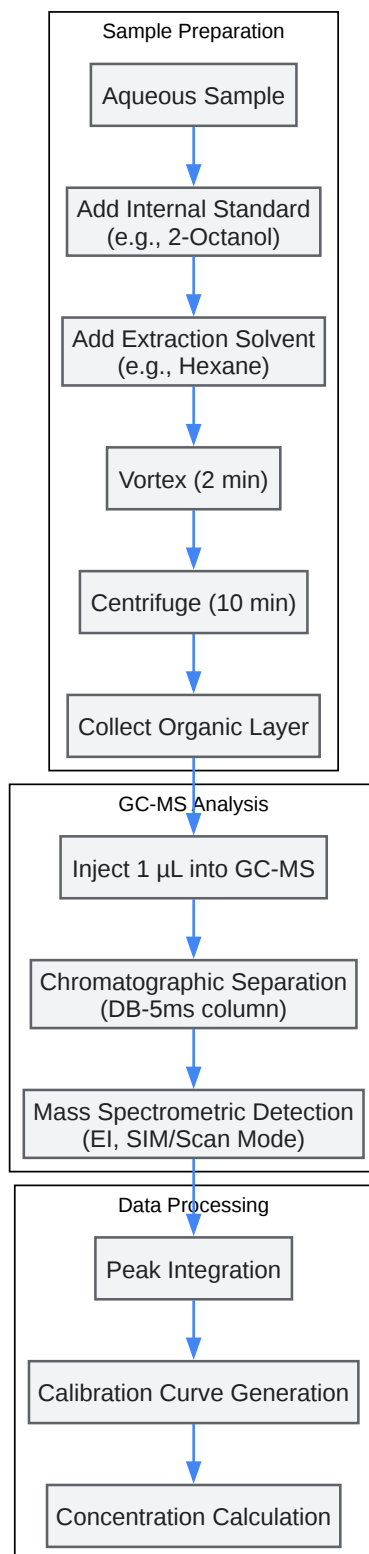 Sample Preparation
Aqueous Sample
Add Internal Standard
(e.g., 2-Octanol)
Add Extraction Solvent
(e.g., Hexane)
Vortex (2 min)
Centrifuge (10 min)
Collect Organic Layer
GC-MS Analysis
Inject 1 µL into GC-MS
Chromatographic Separation
(DB-5ms column)
Mass Spectrometric Detection
(EI, SIM/Scan Mode)
Data Processing
Peak Integration
Calibration Curve Generation
Concentration Calculation